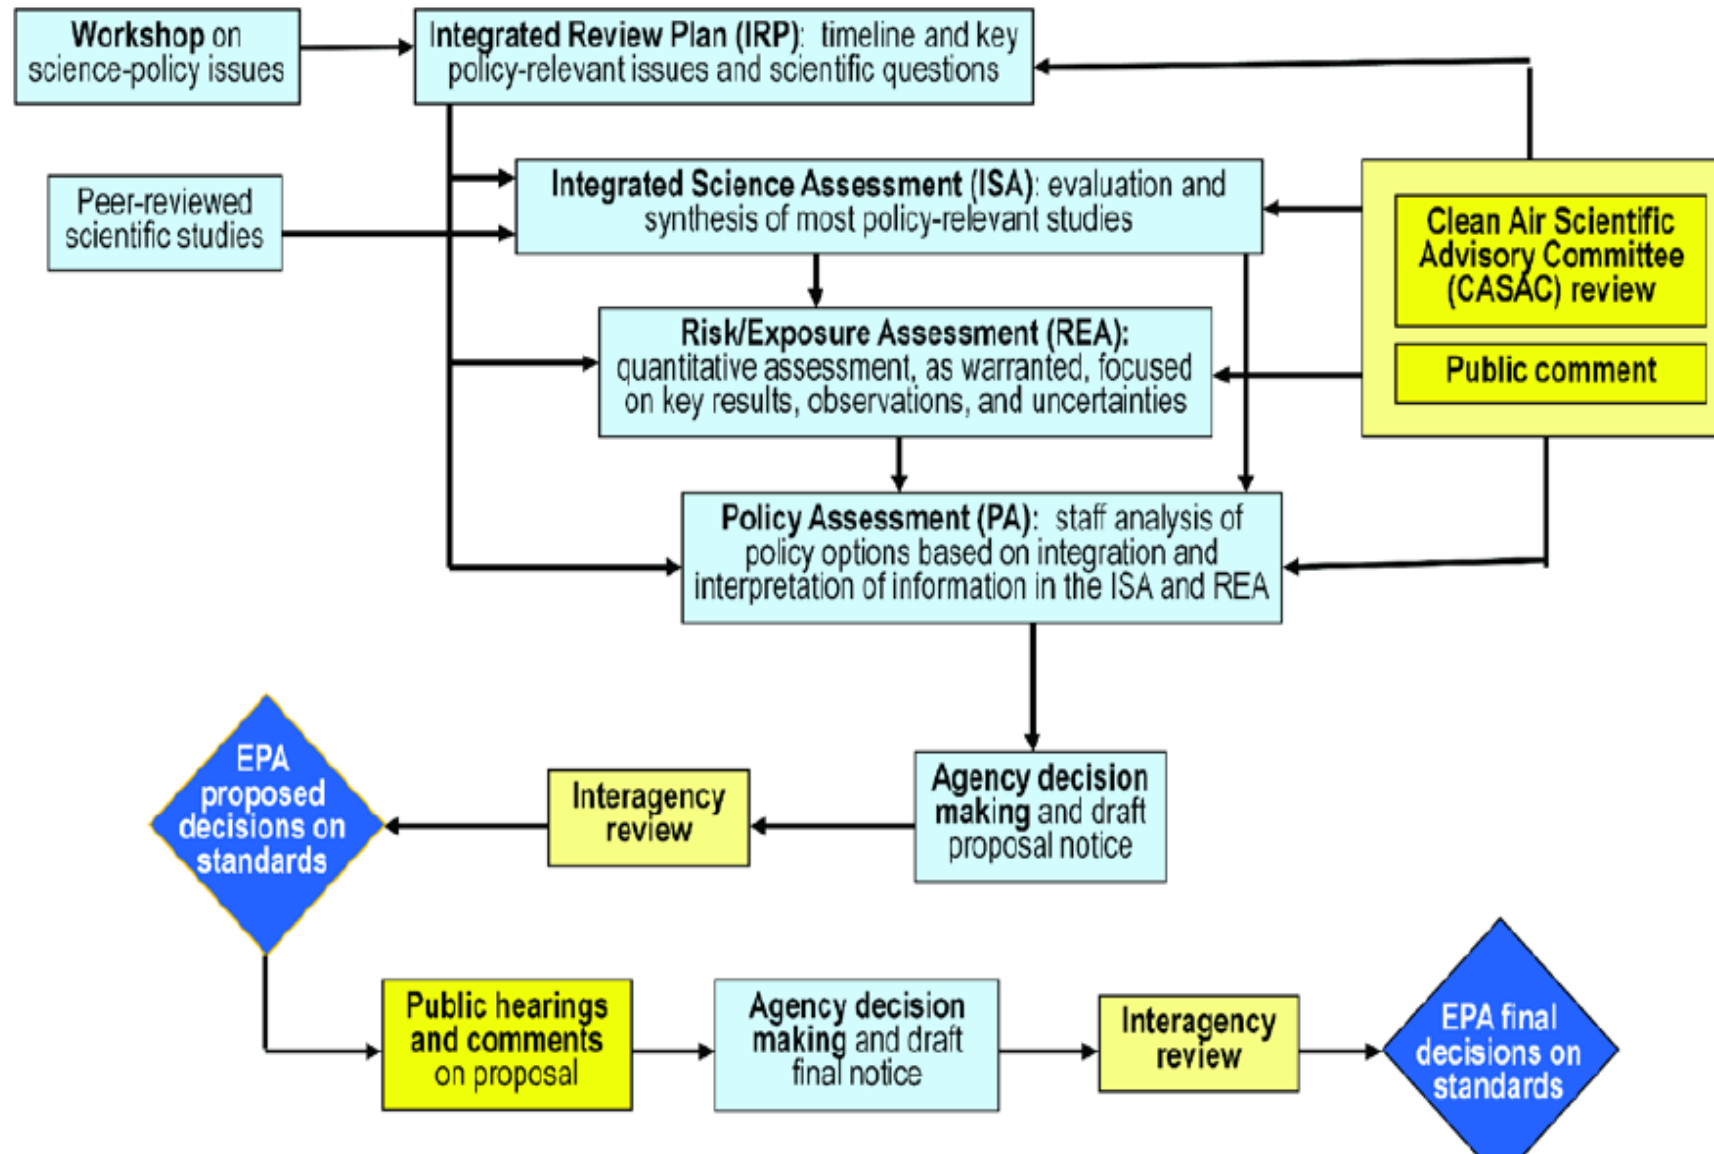 Workshop on
science-policy issues
Integrated Review Plan (IRP): timeline and key
policy-relevant issues and scientific questions
Peer-reviewed
scientific studies
Integrated Science Assessment (ISA): evaluation and
synthesis of most policy-relevant studies
Clean Air Scientific
Advisory Committee
(CASAC) review
Public comment
Risk/Exposure Assessment (REA):
quantitative assessment, as warranted, focused
on key results, observations, and uncertainties
Policy Assessment (PA): staff analysis of
policy options based on integration and
interpretation of information in the ISA and REA
Agency decision
making and draft
proposal notice
Interagency
review
EPA
proposed
decisions on
standards
Public hearings
and comments
on proposal
Agency decision
making and draft
final notice
Interagency
review
EPA final
decisions on
standards